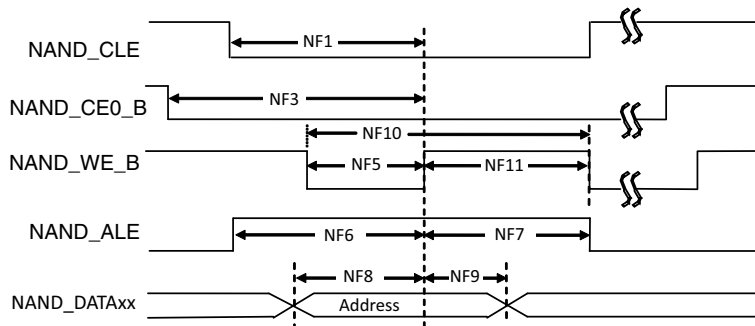 NF1
NAND_CLE
NF3
NAND_CE0_B
NF10
NAND_WE_B
NF5
NF11
NAND_ALE
NF6
NF7
NF8
NF9
NAND_DATAxx
Address